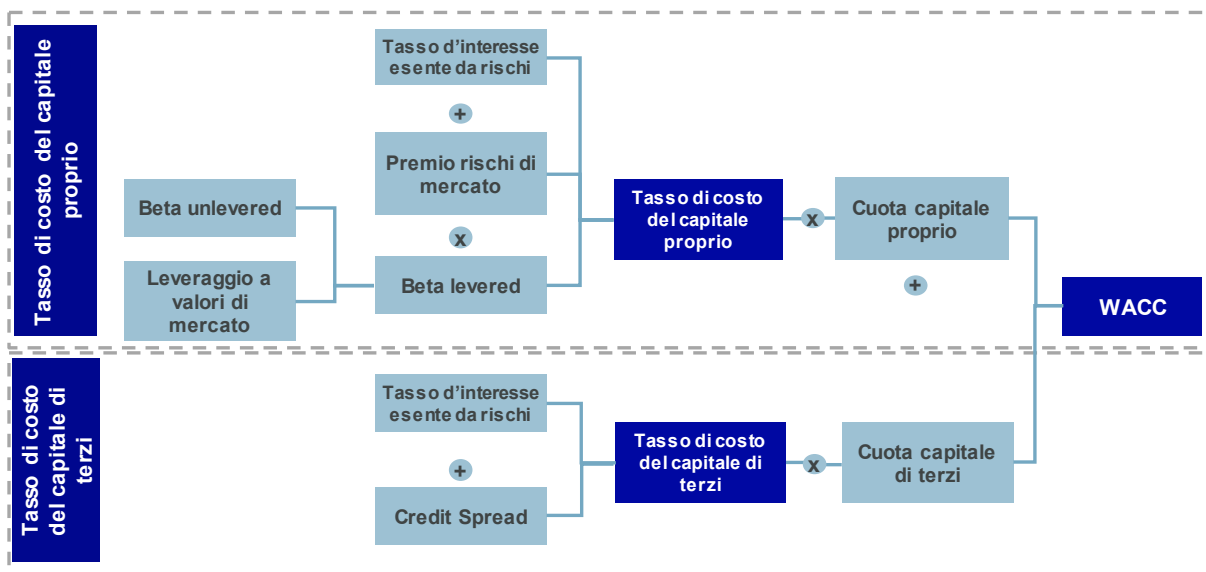 Tasso di costo del capitale
proprio
Tasso d'interesse
esente da rischi
+
Premio rischi di
mercato
x
Beta unlevered
Leveraggio a
valori di
mercato
Beta levered
Tasso di costo
del capitale
proprio
x
Cuota capitale
proprio
+
WACC
Tasso di costo
del capitale di
terzi
Tasso d'interesse
esente da rischi
+
Credit Spread
Tasso di costo
del capitale di
terzi
x
Cuota capitale
di terzi